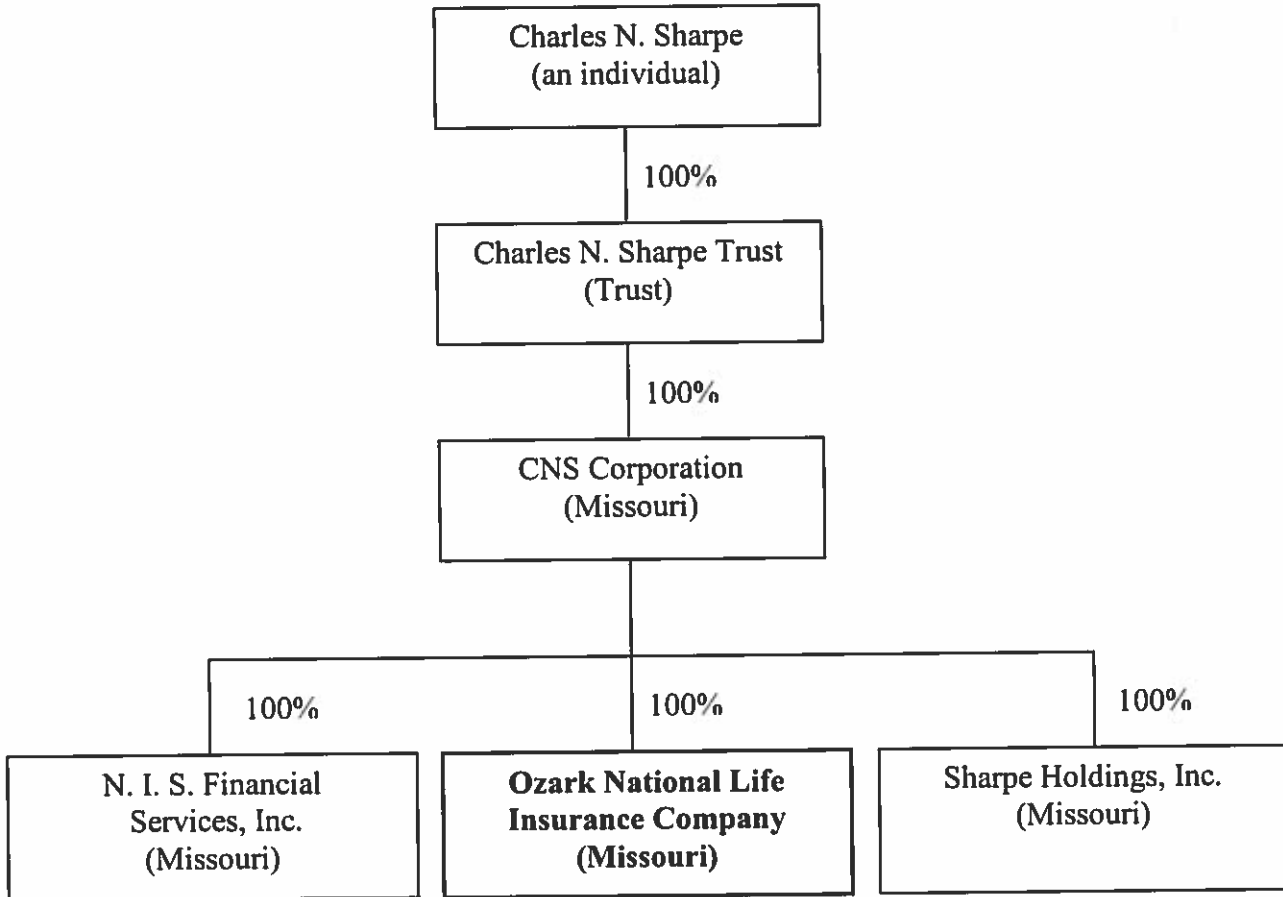 Charles N. Sharpe
(an individual)
100%
Charles N. Sharpe Trust
(Trust)
100%
CNS Corporation
(Missouri)
100%
100%
100%
N. I. S. Financial
Services, Inc.
(Missouri)
Ozark National Life
Insurance Company
(Missouri)
Sharpe Holdings, Inc.
(Missouri)